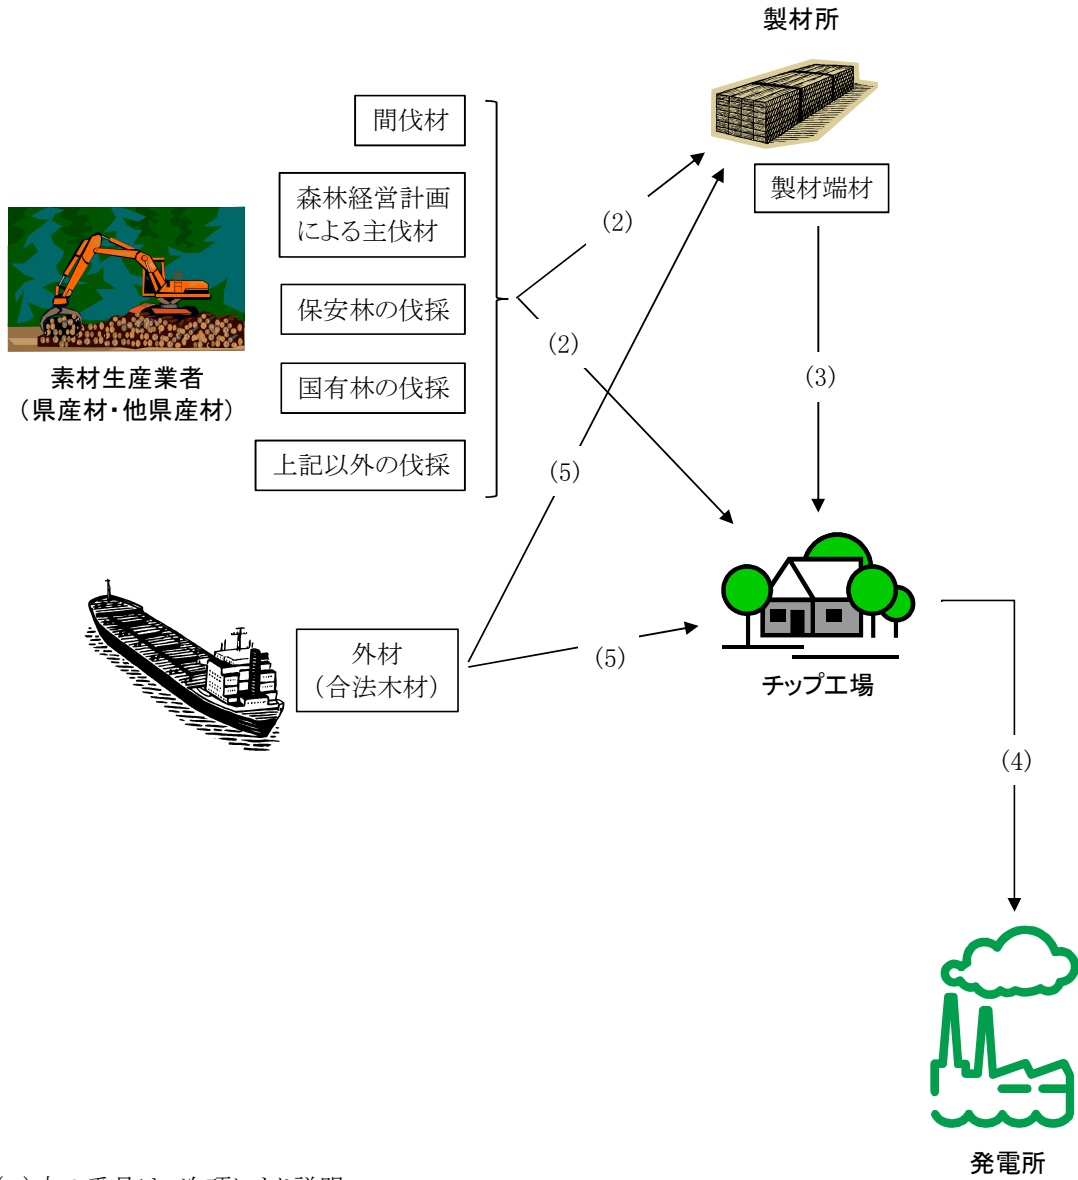 製材所
間伐材
森林経営計画
による主伐材
保安林の伐採
国有林の伐採
上記以外の伐採
素材生産業者
（県産材・他県産材）
製材端材
(2)
(2)
(3)
(5)
外材
（合法木材）
(5)
チップ工場
(4)
発電所